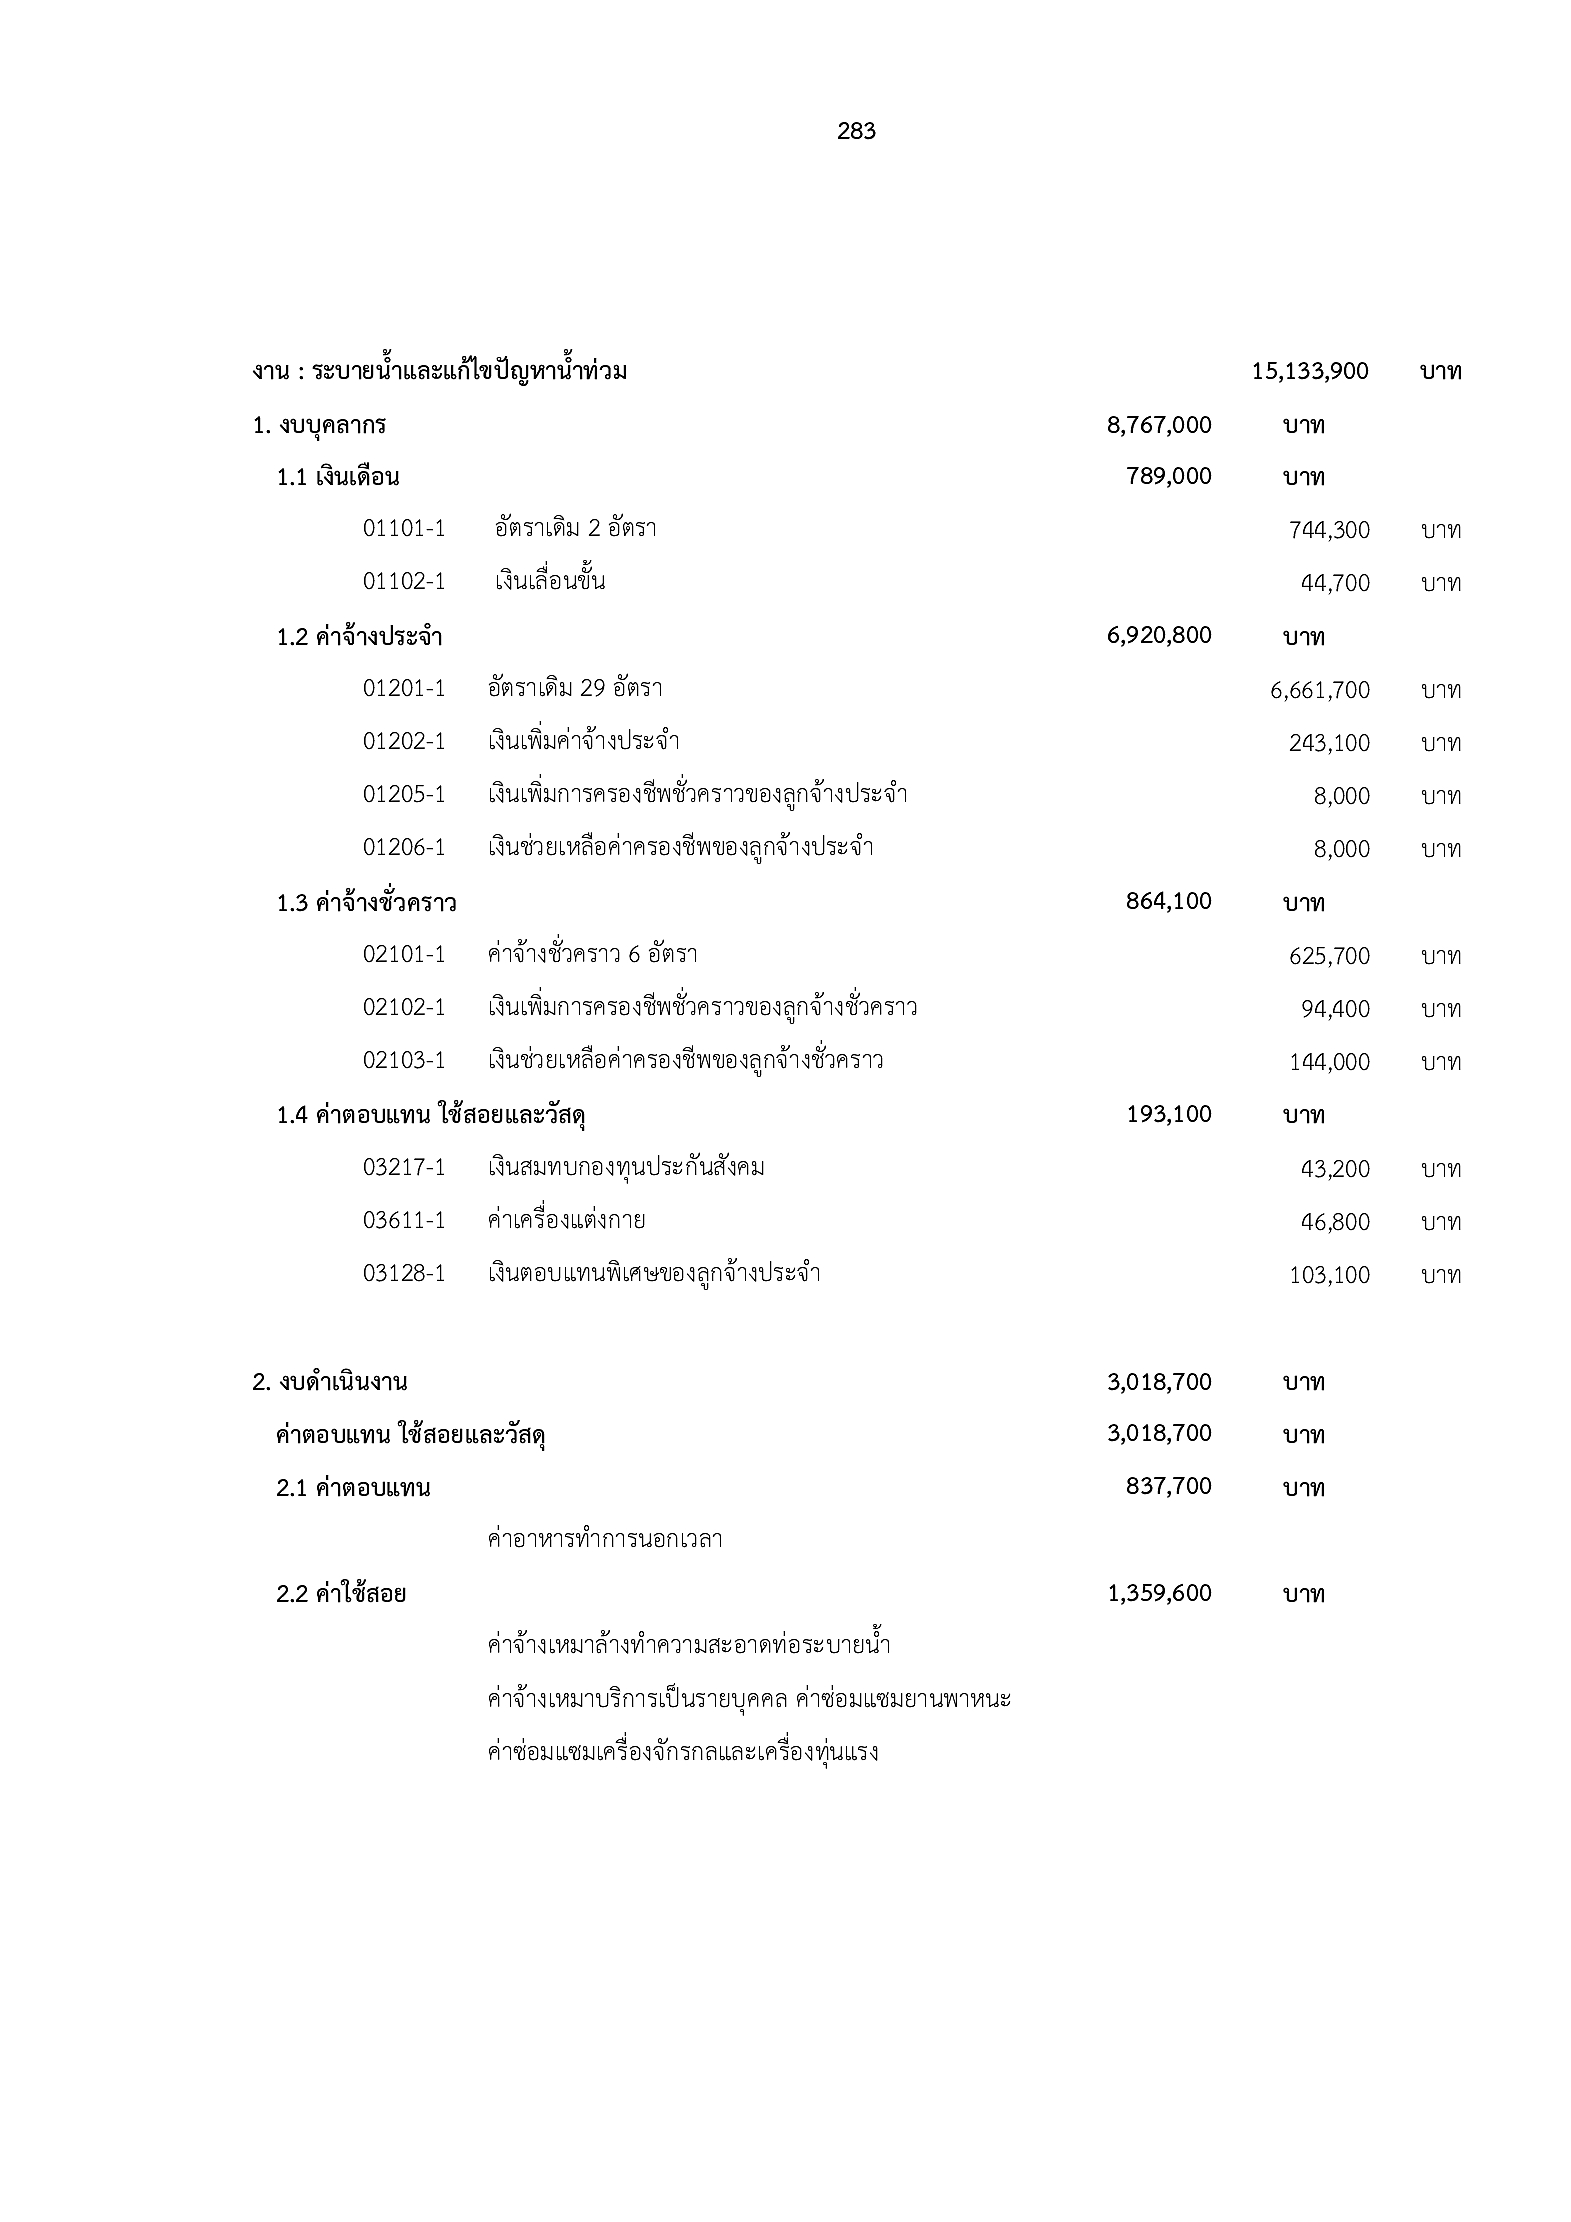 283
งาน : ระบายน้ำและแก้ไขปัญหาน้ำท่วม 15,133,900 บาท
1. งบบุคลากร 8,767,000 บาท
1.1 เงินเดือน 789,000 บาท
01101-1 อัตราเดิม 2 อัตรา 744,300 บาท
01102-1 เงินเลื่อนขั้น 44,700 บาท
1.2 ค่าจ้างประจำ 6,920,800 บาท
01201-1 อัตราเดิม 29 อัตรา 6,661,700 บาท
01202-1 เงินเพิ่มค่าจ้างประจำ 243,100 บาท
01205-1 เงินเพิ่มการครองชีพชั่วคราวของลูกจ้างประจำ 8,000 บาท
01206-1 เงินช่วยเหลือค่าครองชีพของลูกจ้างประจำ 8,000 บาท
1.3 ค่าจ้างชั่วคราว 864,100 บาท
02101-1 ค่าจ้างชั่วคราว 6 อัตรา 625,700 บาท
02102-1 เงินเพิ่มการครองชีพชั่วคราวของลูกจ้างชั่วคราว 94,400 บาท
02103-1 เงินช่วยเหลือค่าครองชีพของลูกจ้างชั่วคราว 144,000 บาท
1.4 ค่าตอบแทน ใช้สอยและวัสดุ 193,100 บาท
03217-1 เงินสมทบกองทุนประกันสังคม 43,200 บาท
03611-1 ค่าเครื่องแต่งกาย 46,800 บาท
03128-1 เงินตอบแทนพิเศษของลูกจ้างประจำ 103,100 บาท
2. งบดำเนินงาน 3,018,700 บาท
ค่าตอบแทน ใช้สอยและวัสดุ 3,018,700 บาท
2.1 ค่าตอบแทน 837,700 บาท
ค่าอาหารทำการนอกเวลา
2.2 ค่าใช้สอย 1,359,600 บาท
ค่าจ้างเหมาล้างทำความสะอาดท่อระบายน้ำ
ค่าจ้างเหมาบริการเป็นรายบุคคล ค่าซ่อมแซมยานพาหนะ
ค่าซ่อมแซมเครื่องจักรกลและเครื่องทุ่นแรง